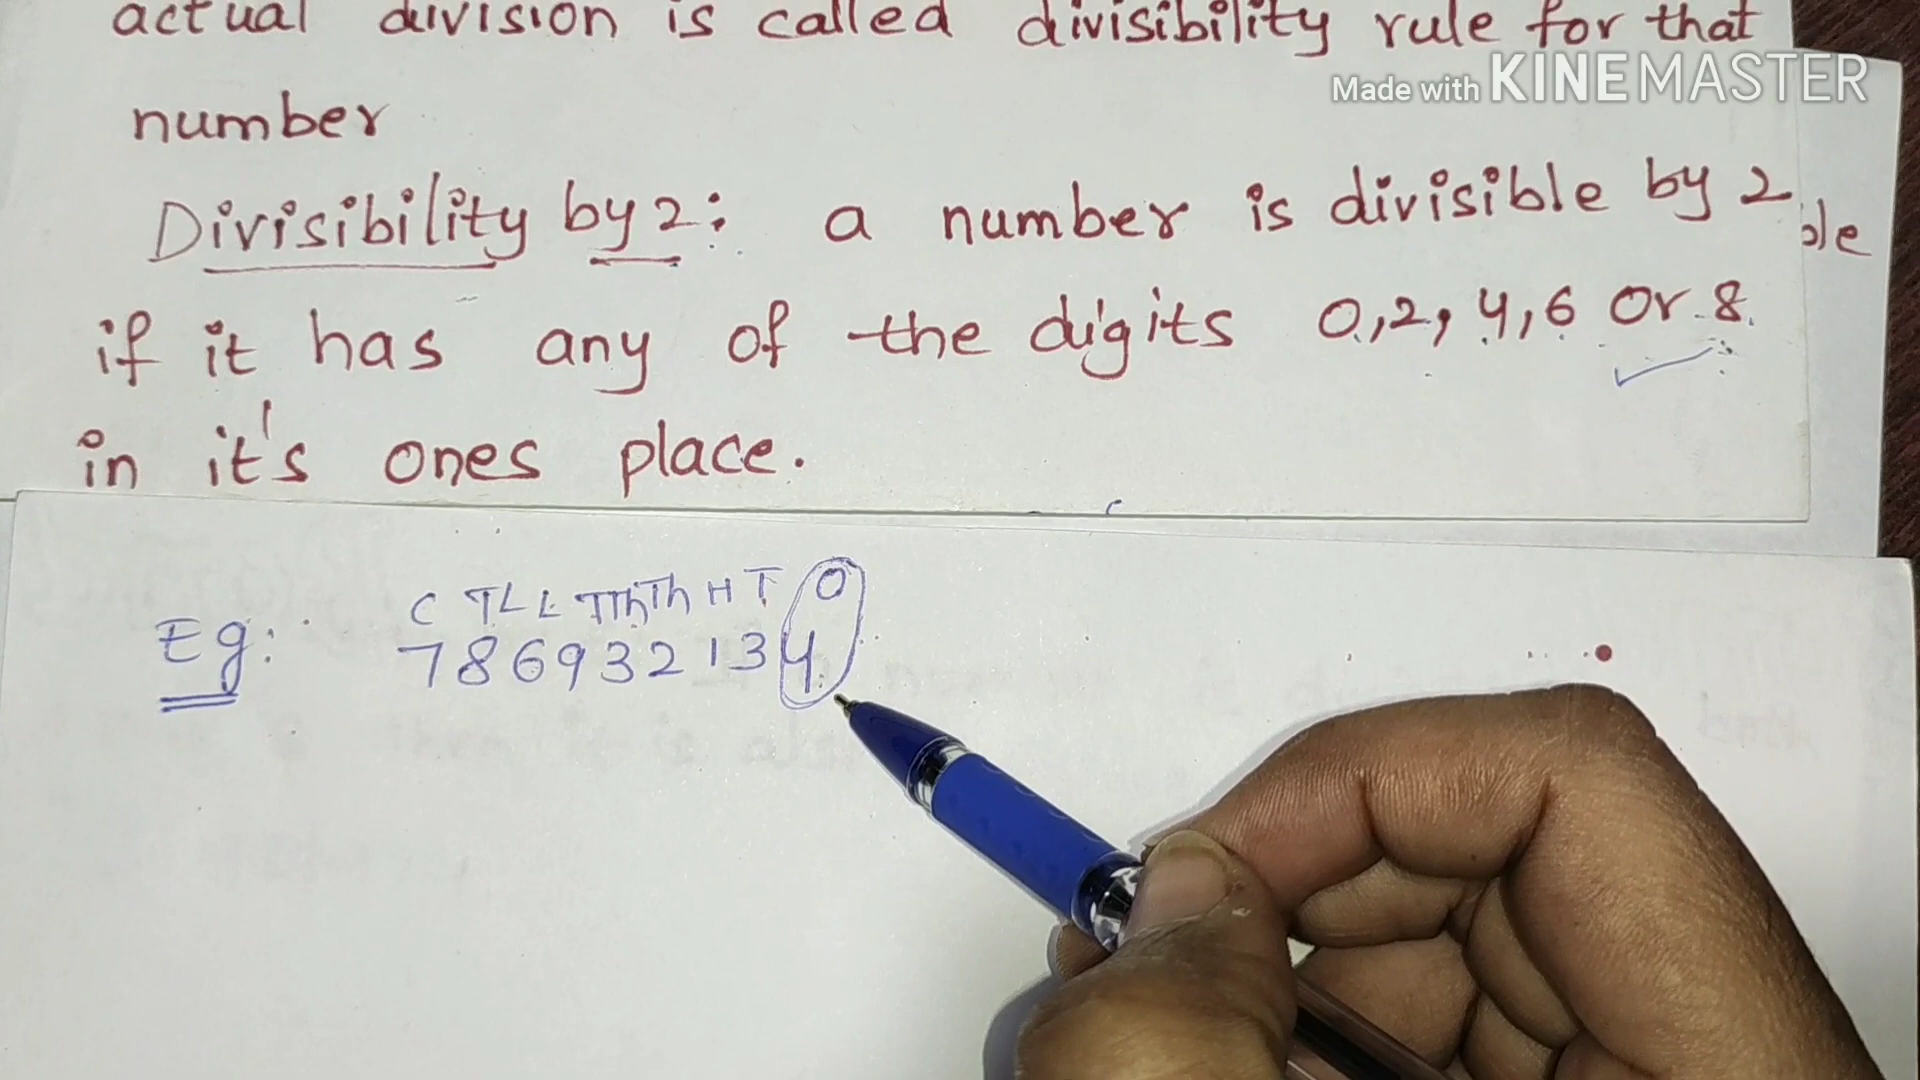 actual division is called divisibility rule for that
Made with KINEMASTER
number
Divisibility by 2: a number is divisible by 2
ble
if it has any of the digits 0, 2, 4, 6 or 8.
in it's ones place.
C TL L TTh Th H T O
Eg: 786932134